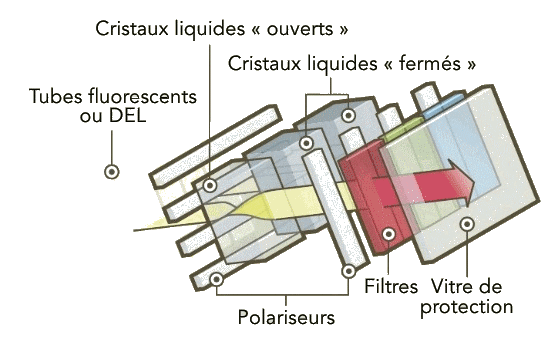 Cristaux liquides « ouverts »
Cristaux liquides « fermés »
Tubes fluorescents
ou DEL
Filtres
Vitre de
protection
Polariseurs